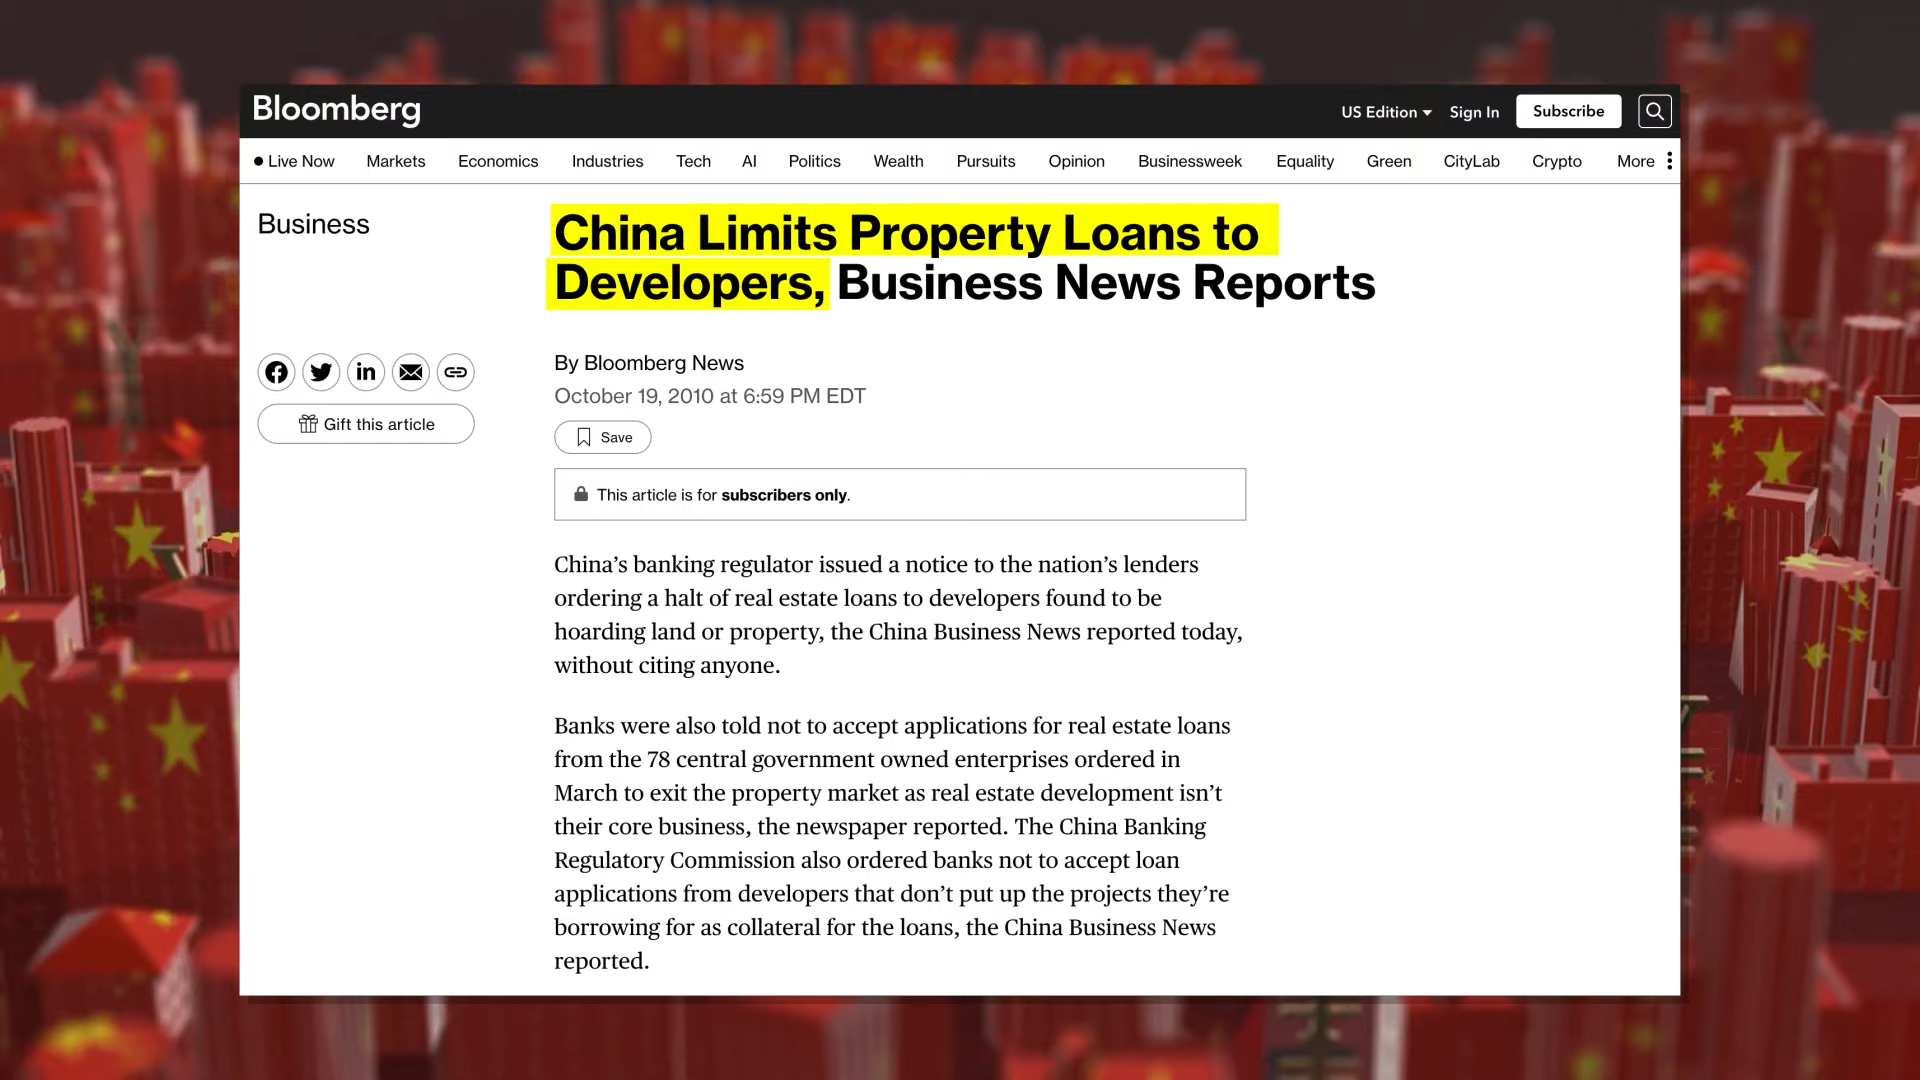 Bloomberg
US Edition Sign In Subscribe
Live Now Markets Economics Industries Tech AI Politics Wealth Pursuits Opinion Businessweek Equality Green CityLab Crypto More
Business
China Limits Property Loans to
Developers, Business News Reports
By Bloomberg News
October 19, 2010 at 6:59 PM EDT
Gift this article
Save
This article is for subscribers only.
China’s banking regulator issued a notice to the nation’s lenders
ordering a halt of real estate loans to developers found to be
hoarding land or property, the China Business News reported today,
without citing anyone.
Banks were also told not to accept applications for real estate loans
from the 78 central government owned enterprises ordered in
March to exit the property market as real estate development isn’t
their core business, the newspaper reported. The China Banking
Regulatory Commission also ordered banks not to accept loan
applications from developers that don’t put up the projects they’re
borrowing for as collateral for the loans, the China Business News
reported.